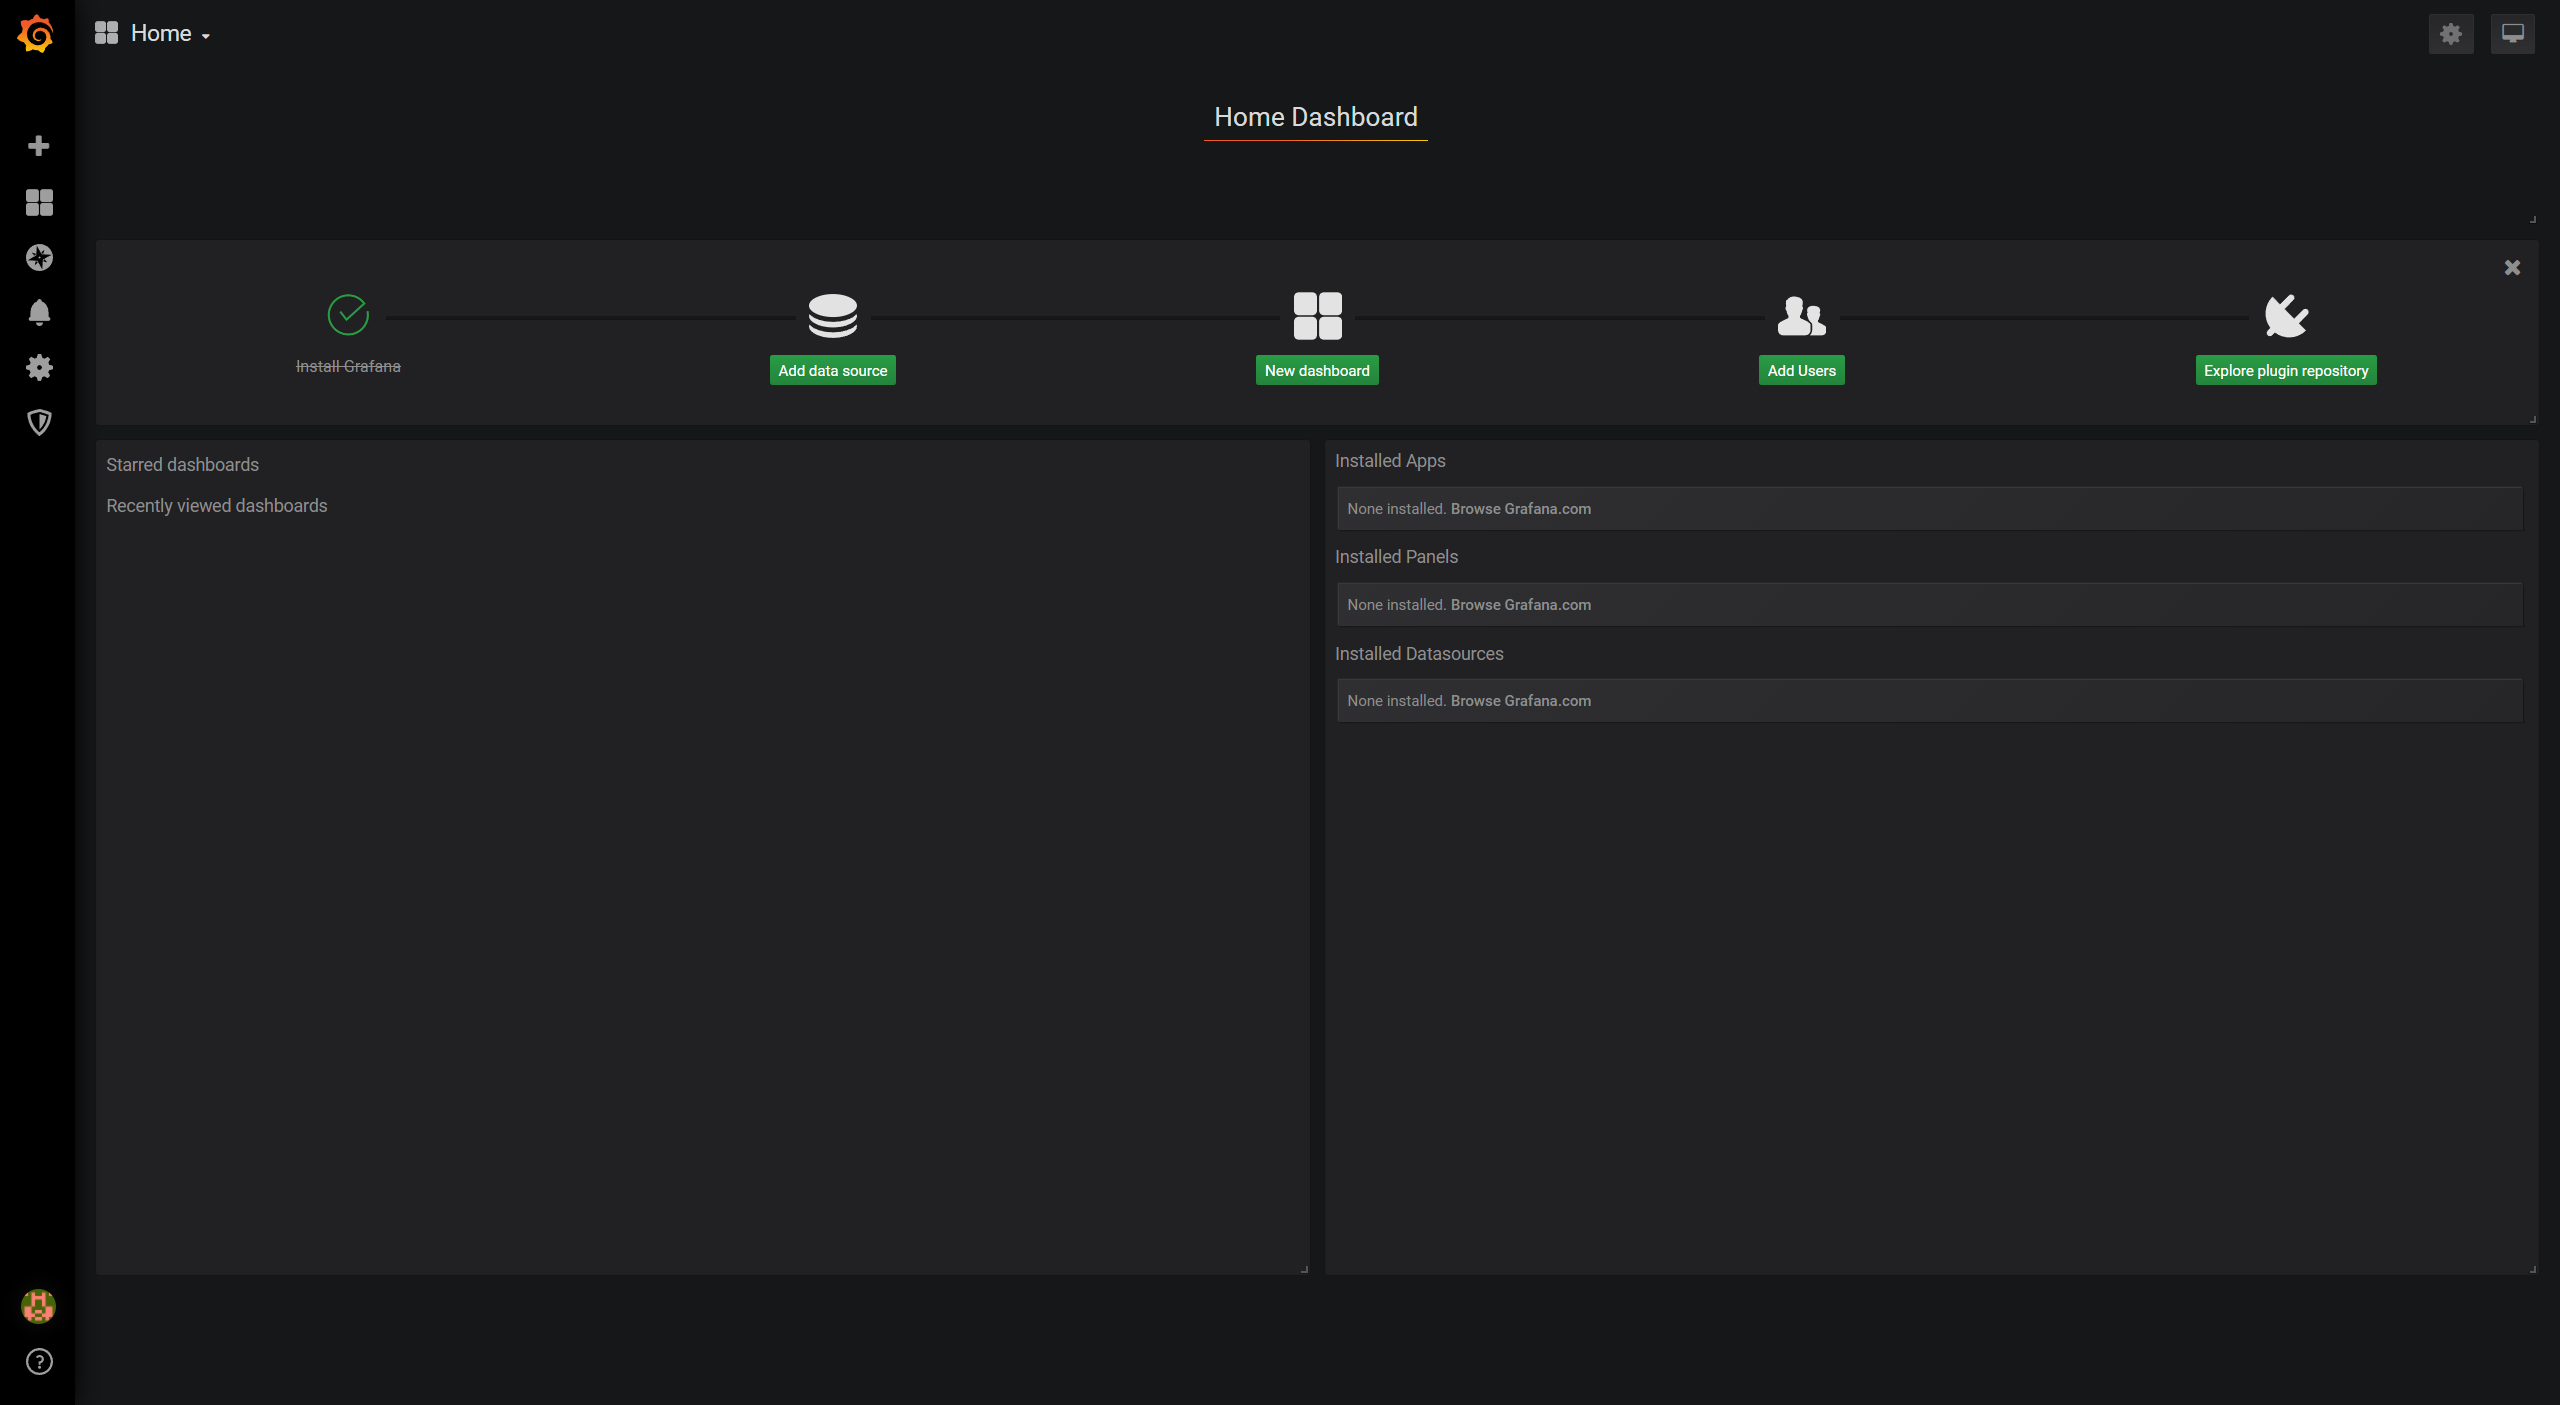 Home
Home Dashboard
Install Grafana
Add data source
New dashboard
Add Users
Explore plugin repository
Starred dashboards
Recently viewed dashboards
Installed Apps
None installed. Browse Grafana.com
Installed Panels
None installed. Browse Grafana.com
Installed Datasources
None installed. Browse Grafana.com